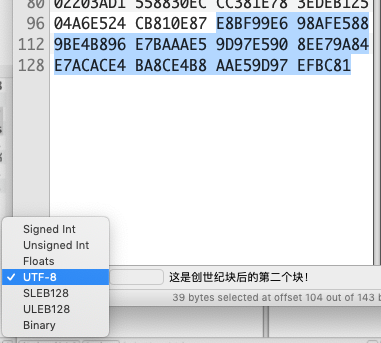 80 02203AD1 558830EC CC381E78 3EDEB125
96 04A6E524 CB810E87 E8BF99E6 98AFE588
112 9BE4B896 E7BAAAE5 9D97E590 8EE79A84
128 E7ACACE4 BA8CE4B8 AAE59D97 EFBC81
Signed Int
Unsigned Int
Floats
✓ UTF-8
SLEB128
ULEB128
Binary
这是创世纪块后的第二个块！
39 bytes selected at offset 104 out of 143 b